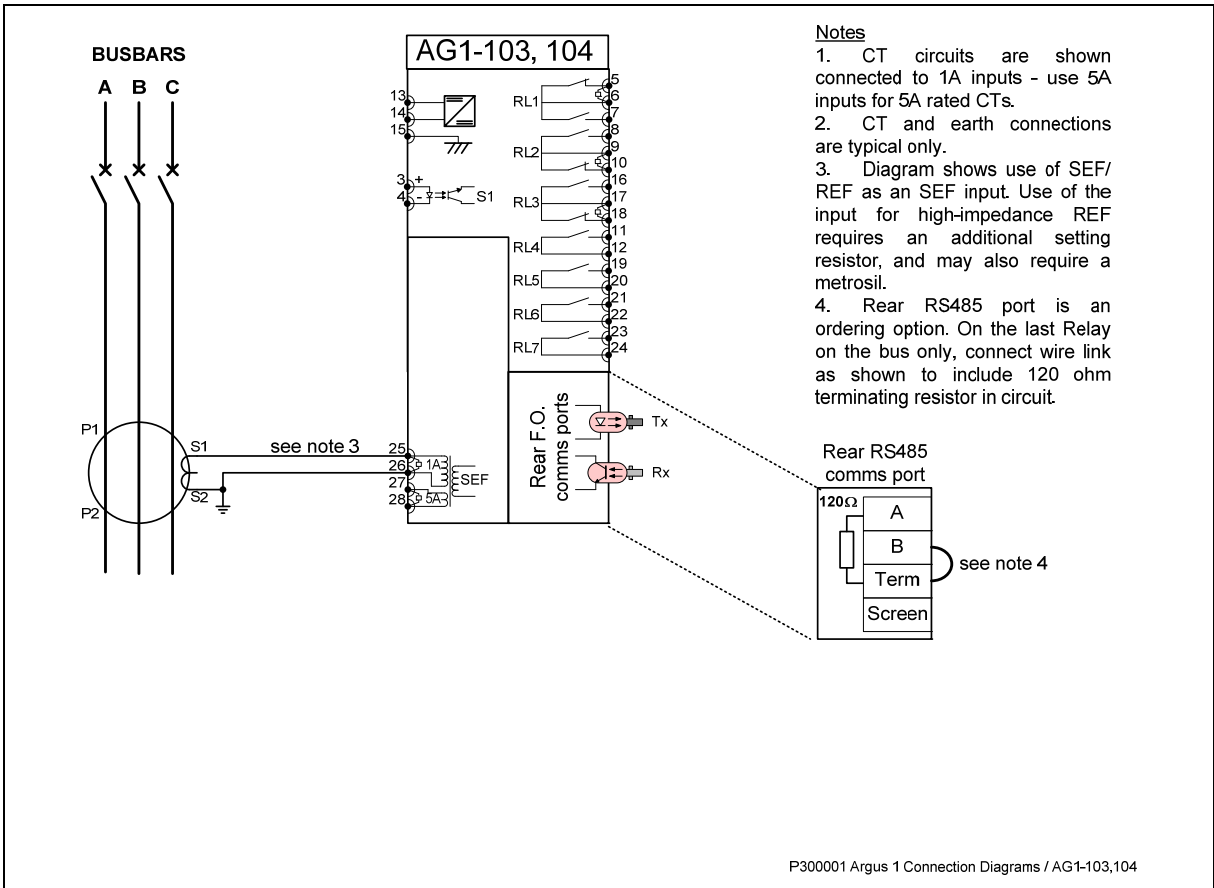 BUSBARS
A B C
AG1-103, 104
13
14
15
3 +
4 -
S1
RL1
5
6
7
RL2
8
9
10
RL3
16
17
18
RL4
11
12
RL5
19
20
RL6
21
22
RL7
23
24
P1
P2
S1
S2
see note 3
25
26
27
28
1A
5A
SEF
Rear F.O.
comms ports
Tx
Rx
Notes
1. CT circuits are shown
connected to 1A inputs - use 5A
inputs for 5A rated CTs.
2. CT and earth connections
are typical only.
3. Diagram shows use of SEF/
REF as an SEF input. Use of the
input for high-impedance REF
requires an additional setting
resistor, and may also require a
metrosil.
4. Rear RS485 port is an
ordering option. On the last Relay
on the bus only, connect wire link
as shown to include 120 ohm
terminating resistor in circuit.
Rear RS485
comms port
120Ω
A
B
Term
Screen
see note 4
P300001 Argus 1 Connection Diagrams / AG1-103,104